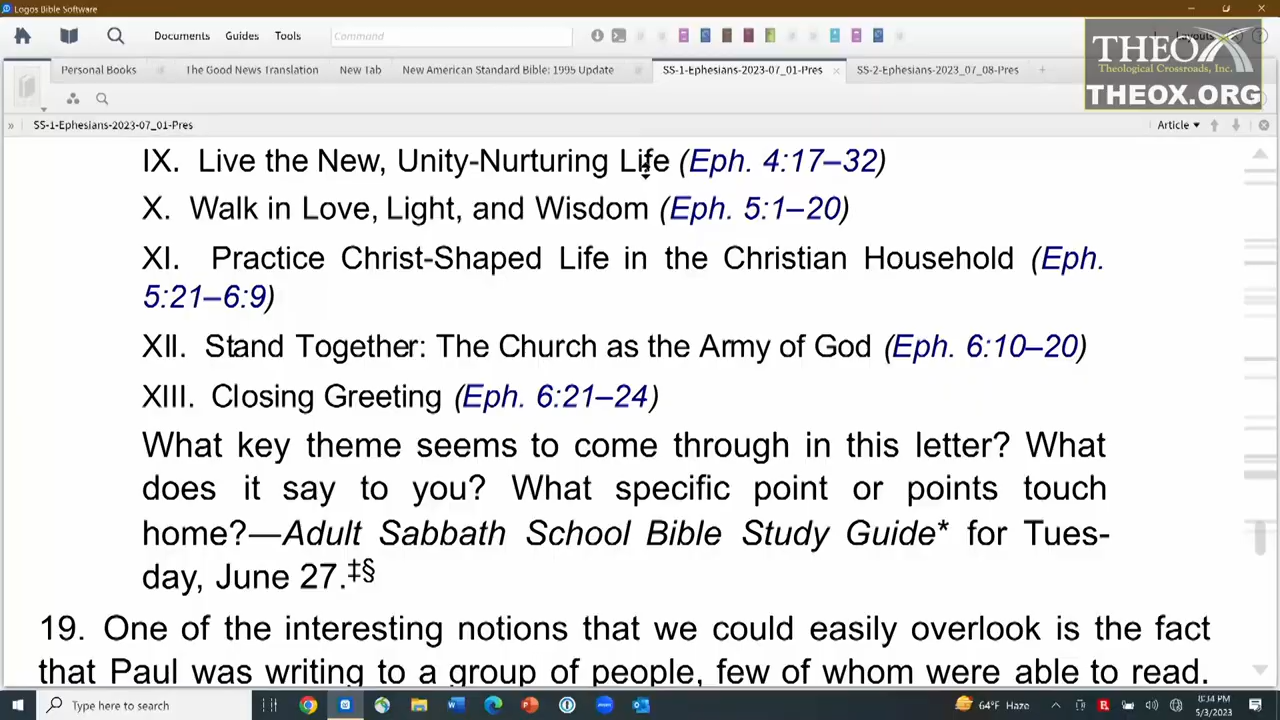 Logos Bible Software
Documents Guides Tools Command Layouts
THEOX
Theological Crossroads, Inc.
THEOX.ORG
Personal Books The Good News Translation New Tab New American Standard Bible: 1995 Update SS-1-Ephesians-2023-07_01-Pres SS-2-Ephesians-2023_07_08-Pres
SS-1-Ephesians-2023-07_01-Pres Article
IX. Live the New, Unity-Nurturing Life (Eph. 4:17–32)
X. Walk in Love, Light, and Wisdom (Eph. 5:1–20)
XI. Practice Christ-Shaped Life in the Christian Household (Eph.
5:21–6:9)
XII. Stand Together: The Church as the Army of God (Eph. 6:10–20)
XIII. Closing Greeting (Eph. 6:21–24)
What key theme seems to come through in this letter? What
does it say to you? What specific point or points touch
home?—Adult Sabbath School Bible Study Guide* for Tues-
day, June 27.‡§
19. One of the interesting notions that we could easily overlook is the fact
that Paul was writing to a group of people, few of whom were able to read.
Type here to search 64°F Haze 8:34 PM
5/3/2023